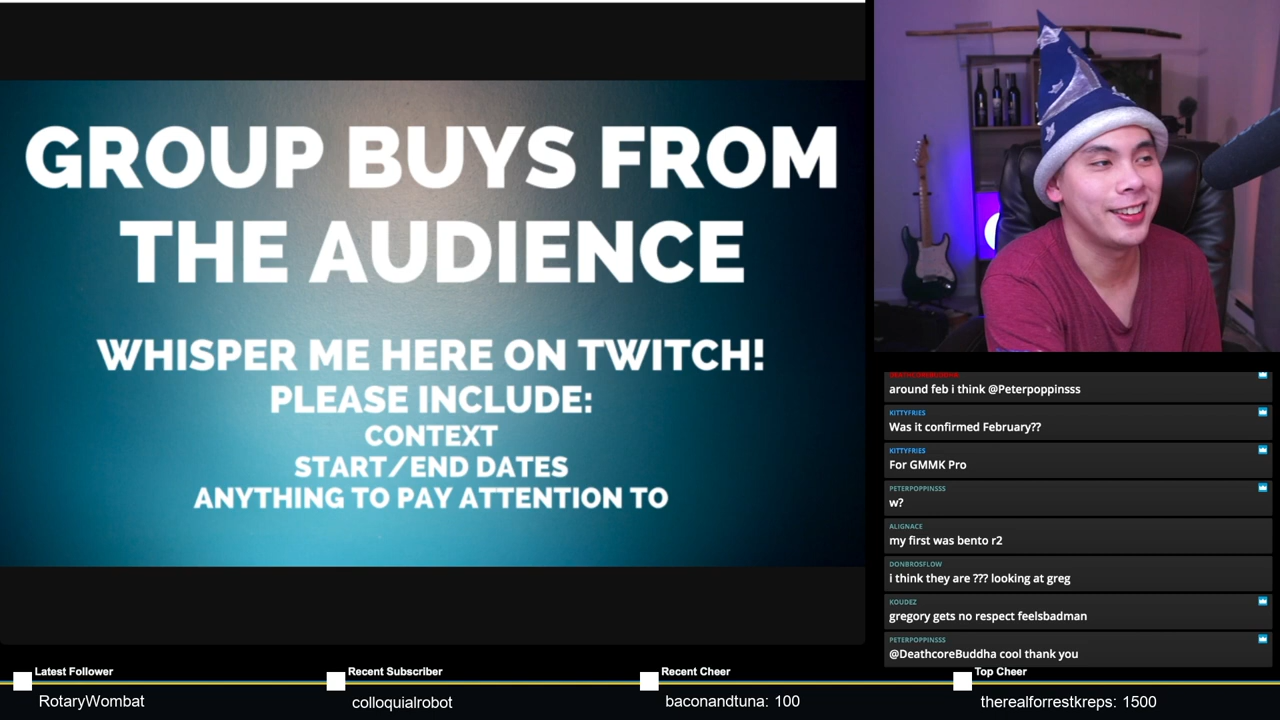 GROUP BUYS FROM
THE AUDIENCE
WHISPER ME HERE ON TWITCH!
PLEASE INCLUDE:
CONTEXT
START/END DATES
ANYTHING TO PAY ATTENTION TO
around feb i think @Peterpoppinsss
KITTYFRIES
Was it confirmed February??
KITTYFRIES
For GMMK Pro
PETERPOPPINSSS
w?
ALIGNACE
my first was bento r2
DONBROSFLOW
i think they are ??? looking at greg
KOUDEZ
gregory gets no respect feelsbadman
PETERPOPPINSSS
@DeathcoreBuddha cool thank you
Latest Follower
RotaryWombat
Recent Subscriber
colloquialrobot
Recent Cheer
baconandtuna: 100
Top Cheer
therealforrestkreps: 1500